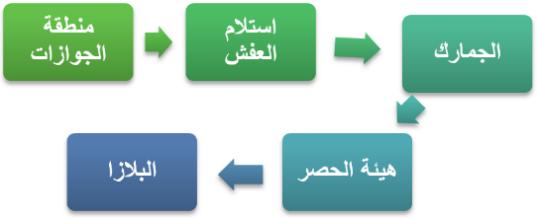 منطقة
الجوازات
استلام
العفش
الجمارك
هيئة الحصر
البلازا